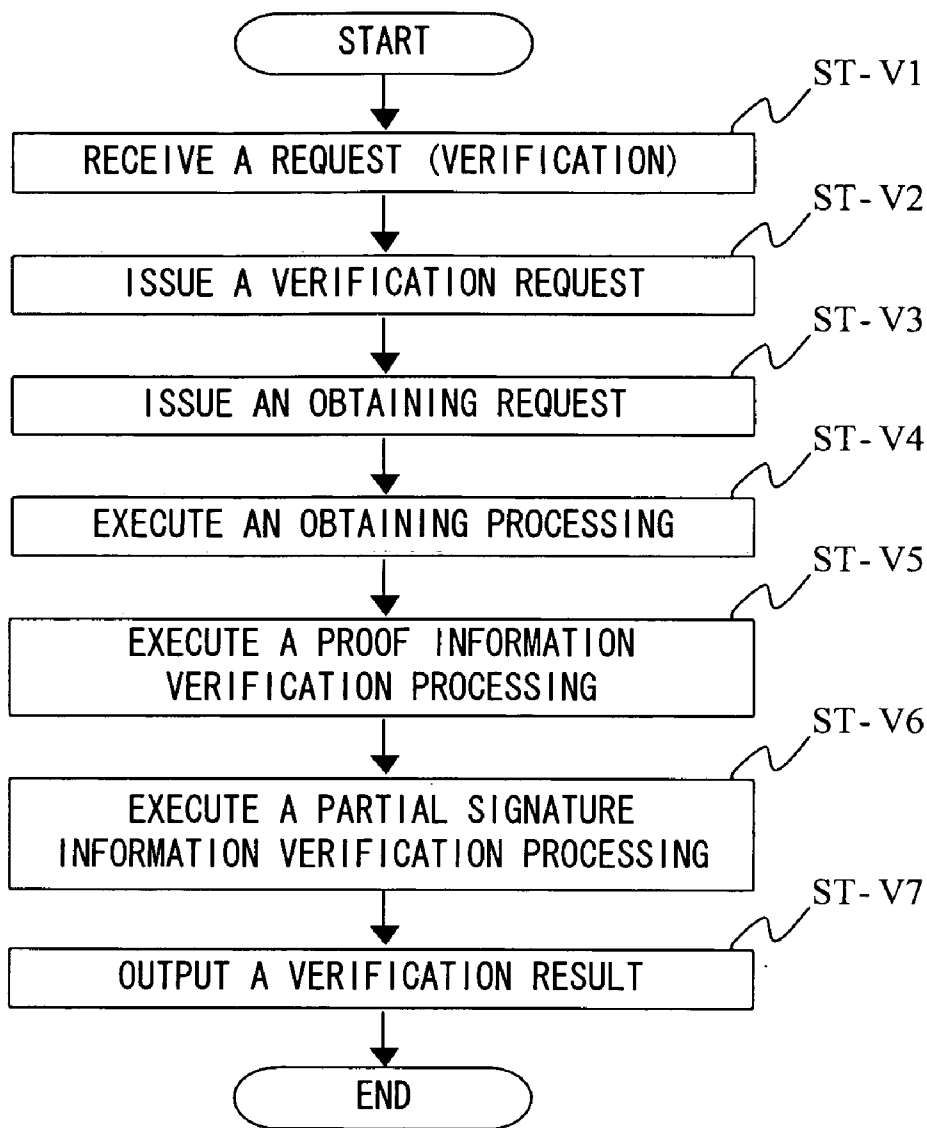 START
ST-V1
RECEIVE A REQUEST (VERIFICATION)
ST-V2
ISSUE A VERIFICATION REQUEST
ST-V3
ISSUE AN OBTAINING REQUEST
ST-V4
EXECUTE AN OBTAINING PROCESSING
ST-V5
EXECUTE A PROOF INFORMATION
VERIFICATION PROCESSING
ST-V6
EXECUTE A PARTIAL SIGNATURE
INFORMATION VERIFICATION PROCESSING
ST-V7
OUTPUT A VERIFICATION RESULT
END